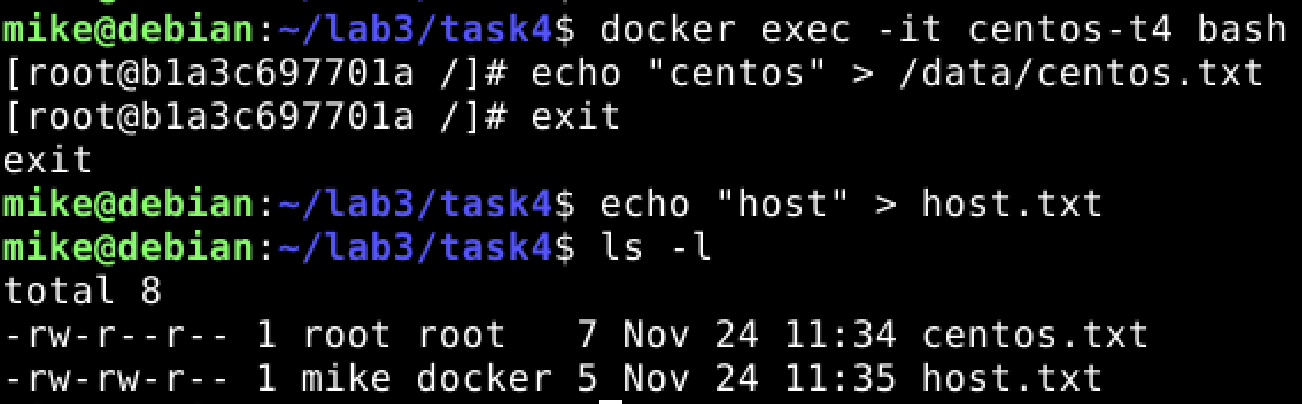 mike@debian:~/lab3/task4$ docker exec -it centos-t4 bash
[root@b1a3c697701a /]# echo "centos" > /data/centos.txt
[root@b1a3c697701a /]# exit
exit
mike@debian:~/lab3/task4$ echo "host" > host.txt
mike@debian:~/lab3/task4$ ls -l
total 8
-rw-r--r-- 1 root root   7 Nov 24 11:34 centos.txt
-rw-rw-r-- 1 mike docker 5 Nov 24 11:35 host.txt